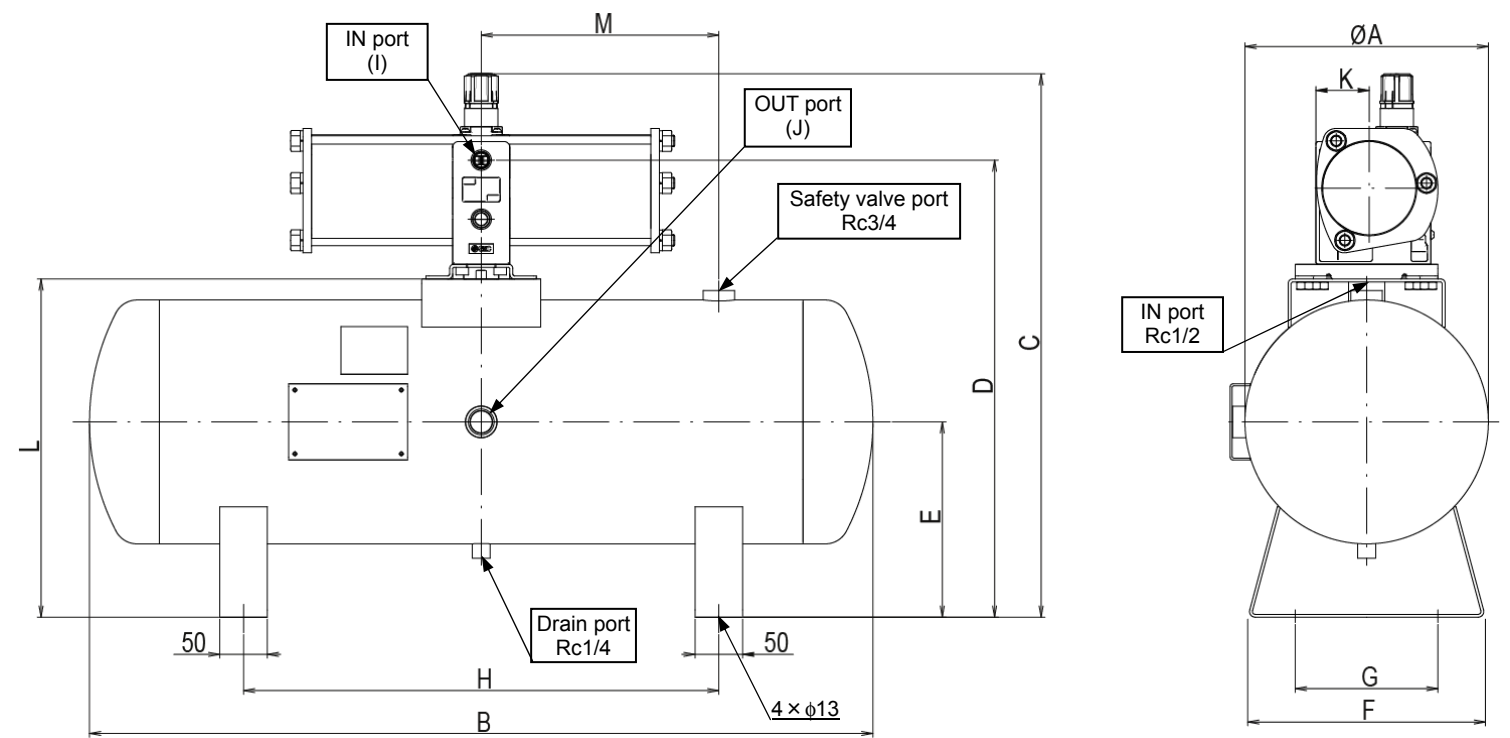 M
IN port
(I)
OUT port
(J)
Safety valve port
Rc3/4
C
D
E
L
Drain port
Rc1/4
50
50
H
4×ϕ13
B
ØA
K
IN port
Rc1/2
G
F